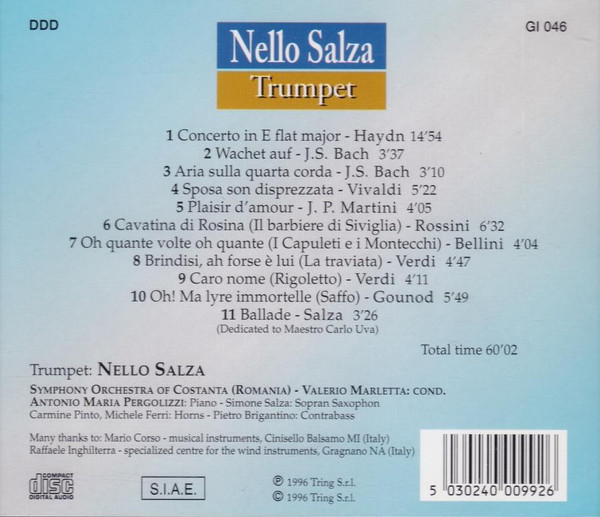 DDD
GI 046
Nello Salza
Trumpet
1 Concerto in E flat major - Haydn 14'54
2 Wachet auf - J.S. Bach 3'37
3 Aria sulla quarta corda - J.S. Bach 3'10
4 Sposa son disprezzata - Vivaldi 5'22
5 Plaisir d'amour - J. P. Martini 4'05
6 Cavatina di Rosina (Il barbiere di Siviglia) - Rossini 6'32
7 Oh quante volte oh quante (I Capuleti e i Montecchi) - Bellini 4'04
8 Brindisi, ah forse è lui (La traviata) - Verdi 4'47
9 Caro nome (Rigoletto) - Verdi 4'11
10 Oh! Ma lyre immortelle (Saffo) - Gounod 5'49
11 Ballade - Salza 3'26
(Dedicated to Maestro Carlo Uva)
Total time 60'02
Trumpet: NELLO SALZA
SYMPHONY ORCHESTRA OF COSTANTA (ROMANIA) - VALERIO MARLETTA: COND.
ANTONIO MARIA PERGOLIZZI: Piano - Simone Salza: Sopran Saxophon
Carmine Pinto, Michele Ferri: Horns - Pietro Brigantino: Contrabass
Many thanks to: Mario Corso - musical instruments, Cinisello Balsamo MI (Italy)
Raffaele Inghilterra - specialized centre for the wind instruments, Gragnano NA (Italy)
COMPACT
disc
DIGITAL AUDIO
S.I.A.E.
℗ 1996 Tring S.r.l.
© 1996 Tring S.r.l.
5 030240 009926